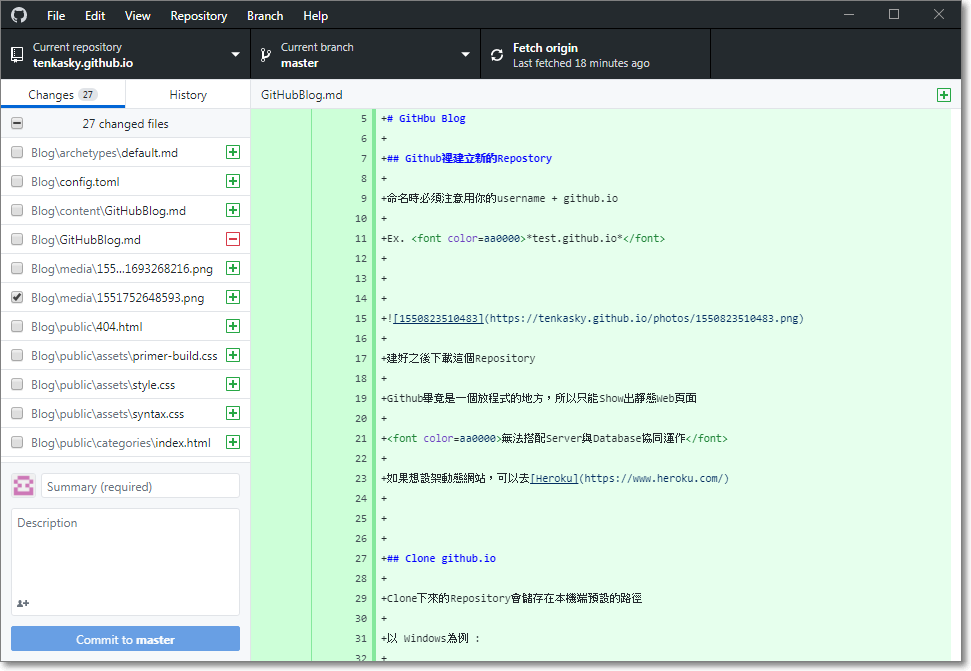 File Edit View Repository Branch Help
Current repository
tenkasky.github.io
Current branch
master
Fetch origin
Last fetched 18 minutes ago
Changes 27
History
27 changed files
Blog\archetypes\default.md
Blog\config.toml
Blog\content\GitHubBlog.md
Blog\GitHubBlog.md
Blog\media\155...1693268216.png
Blog\media\1551752648593.png
Blog\public\404.html
Blog\public\assets\primer-build.css
Blog\public\assets\style.css
Blog\public\assets\syntax.css
Blog\public\categories\index.html
Summary (required)
Description
Commit to master
GitHubBlog.md
5 +# GitHbu Blog
6 +
7 +## Github裡建立新的Repostory
8 +
9 +命名時必須注意用你的username + github.io
10 +
11 +Ex. <font color=aa0000>*test.github.io*</font>
12 +
13 +
14 +
15 +![1550823510483](https://tenkasky.github.io/photos/1550823510483.png)
16 +
17 +建好之後下載這個Repository
18 +
19 +Github畢竟是一個放程式的地方，所以只能Show出靜態Web頁面
20 +
21 +<font color=aa0000>無法搭配Server與Database協同運作</font>
22 +
23 +如果想設架動態網站，可以去[Heroku](https://www.heroku.com/)
24 +
25 +
26 +
27 +## Clone github.io
28 +
29 +Clone下來的Repository會儲存在本機端預設的路徑
30 +
31 +以 Windows為例 :
32 +